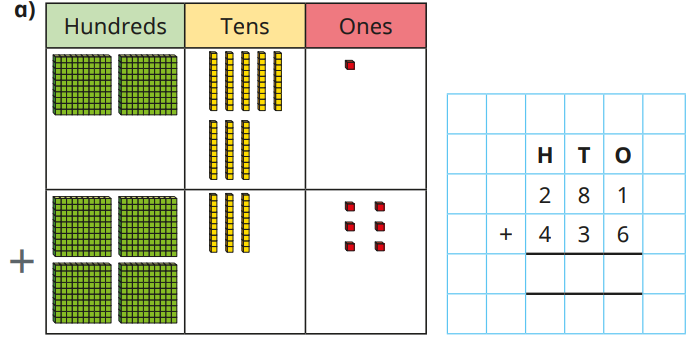 a)
Hundreds Tens Ones
H T O
2 8 1
+ 4 3 6
+